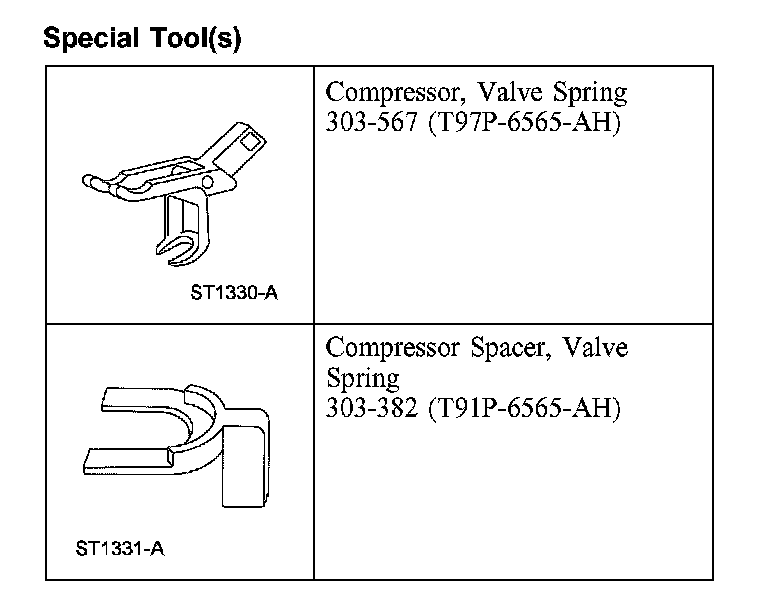 Special Tool(s)
Compressor, Valve Spring
303-567 (T97P-6565-AH)
ST1330-A
Compressor Spacer, Valve
Spring
303-382 (T91P-6565-AH)
ST1331-A